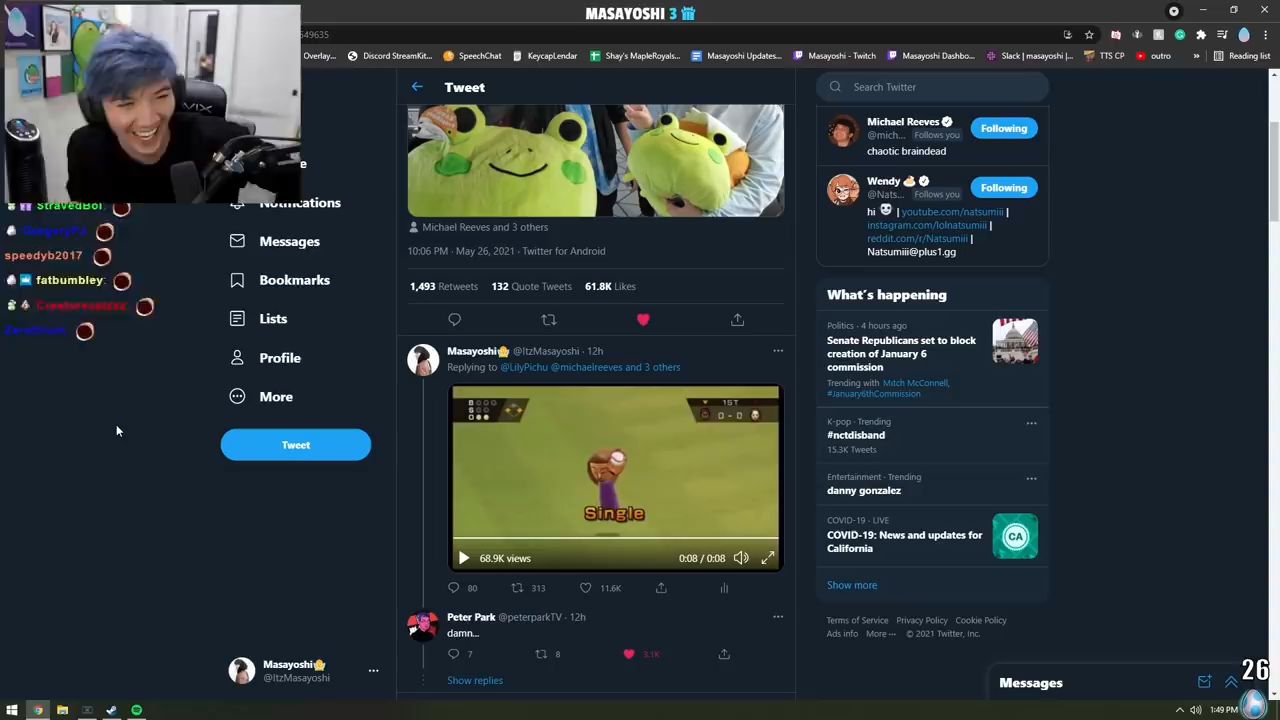 MASAYOSHI 3
549635
Overlay...
Discord StreamKit...
SpeechChat
KeycapLendar
Shay's MapleRoyals...
Masayoshi Updates...
Masayoshi - Twitch
Masayoshi Dashbo...
Slack | masayoshi |...
TTS CP
outro
»
Reading list
VIX
Tweet
Search Twitter
Michael Reeves
@mich... Follows you
Following
chaotic braindead
Wendy
@Nats... Follows you
Following
hi | youtube.com/natsumiii |
instagram.com/lolnatsumiii |
reddit.com/r/Natsumiii |
Natsumiii@plus1.gg
StravedBoi
speedyb2017
fatbumbley
Notifications
Messages
Bookmarks
Lists
Profile
More
Tweet
Masayoshi
@ItzMasayoshi
Michael Reeves and 3 others
10:06 PM · May 26, 2021 · Twitter for Android
1,493 Retweets 132 Quote Tweets 61.8K Likes
Masayoshi @ItzMasayoshi · 12h
Replying to @LilyPichu @michaelreeves and 3 others
B
S
O
1ST
0 - 0
Single
68.9K views
0:08 / 0:08
80 313 11.6K
Peter Park @peterparkTV · 12h
damn...
7 8 3.1K
Show replies
What's happening
Politics · 4 hours ago
Senate Republicans set to block
creation of January 6
commission
Trending with Mitch McConnell,
#January6thCommission
K-pop · Trending
#nctdisband
15.3K Tweets
Entertainment · Trending
danny gonzalez
COVID-19 · LIVE
COVID-19: News and updates for
California
CA
Show more
Terms of Service Privacy Policy Cookie Policy
Ads info More ··· © 2021 Twitter, Inc.
Messages
26
1:49 PM